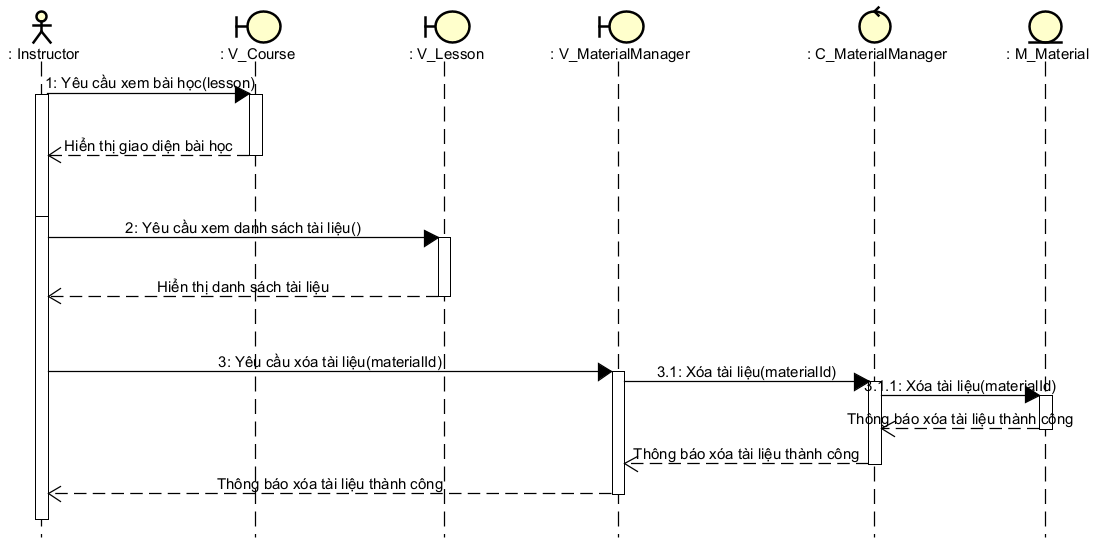 : Instructor
: V_Course
: V_Lesson
: V_MaterialManager
: C_MaterialManager
: M_Material
1: Yêu cầu xem bài học(lesson)
Hiển thị giao diện bài học
2: Yêu cầu xem danh sách tài liệu()
Hiển thị danh sách tài liệu
3: Yêu cầu xóa tài liệu(materialId)
3.1: Xóa tài liệu(materialId)
3.1.1: Xóa tài liệu(materialId)
Thông báo xóa tài liệu thành công
Thông báo xóa tài liệu thành công
Thông báo xóa tài liệu thành công